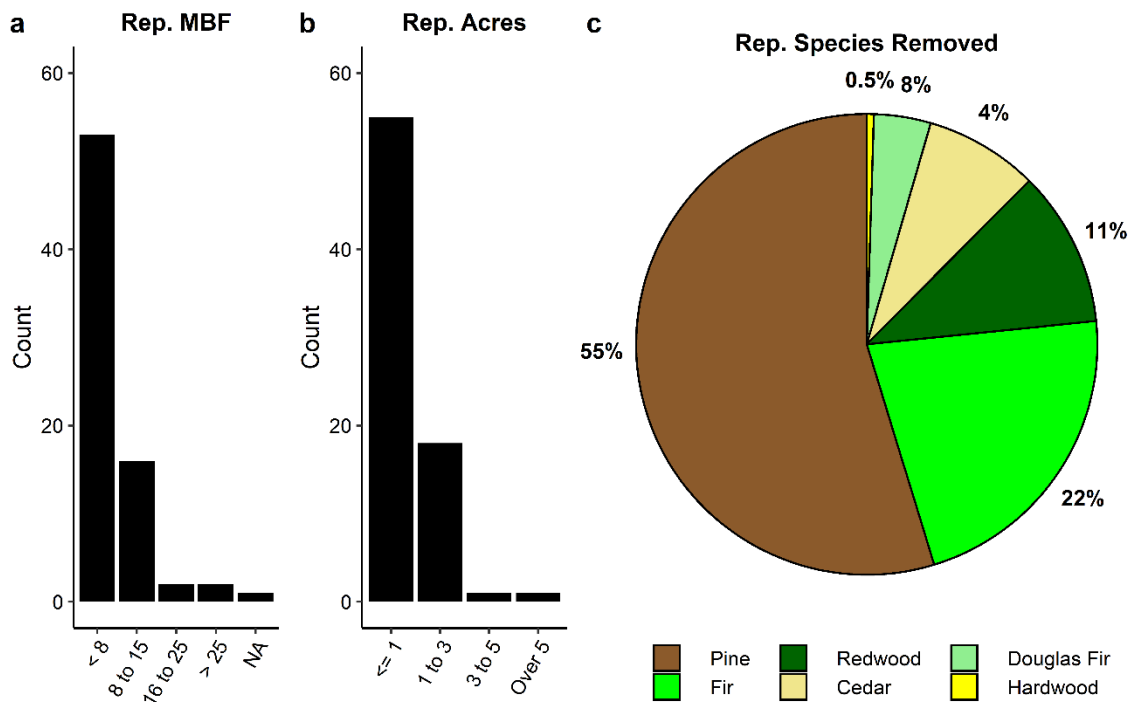 a
Rep. MBF
60
40
20
0
Count
< 8
8 to 15
16 to 25
> 25
NA
b
Rep. Acres
60
40
20
0
Count
<= 1
1 to 3
3 to 5
Over 5
c
Rep. Species Removed
0.5%
8%
4%
11%
22%
55%
Pine
Redwood
Douglas Fir
Fir
Cedar
Hardwood